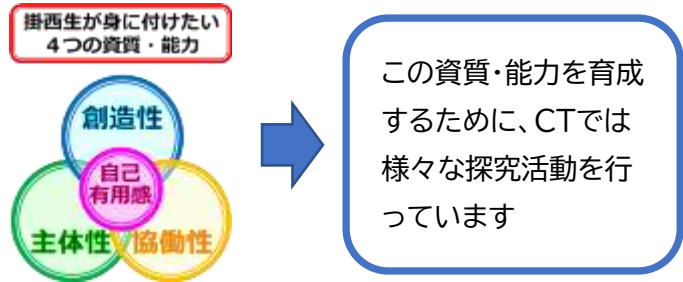 掛西生が身に付けたい
4つの資質・能力
創造性
自己
有用感
主体性
協働性
この資質・能力を育成
するために、CTでは
様々な探究活動を行
っています